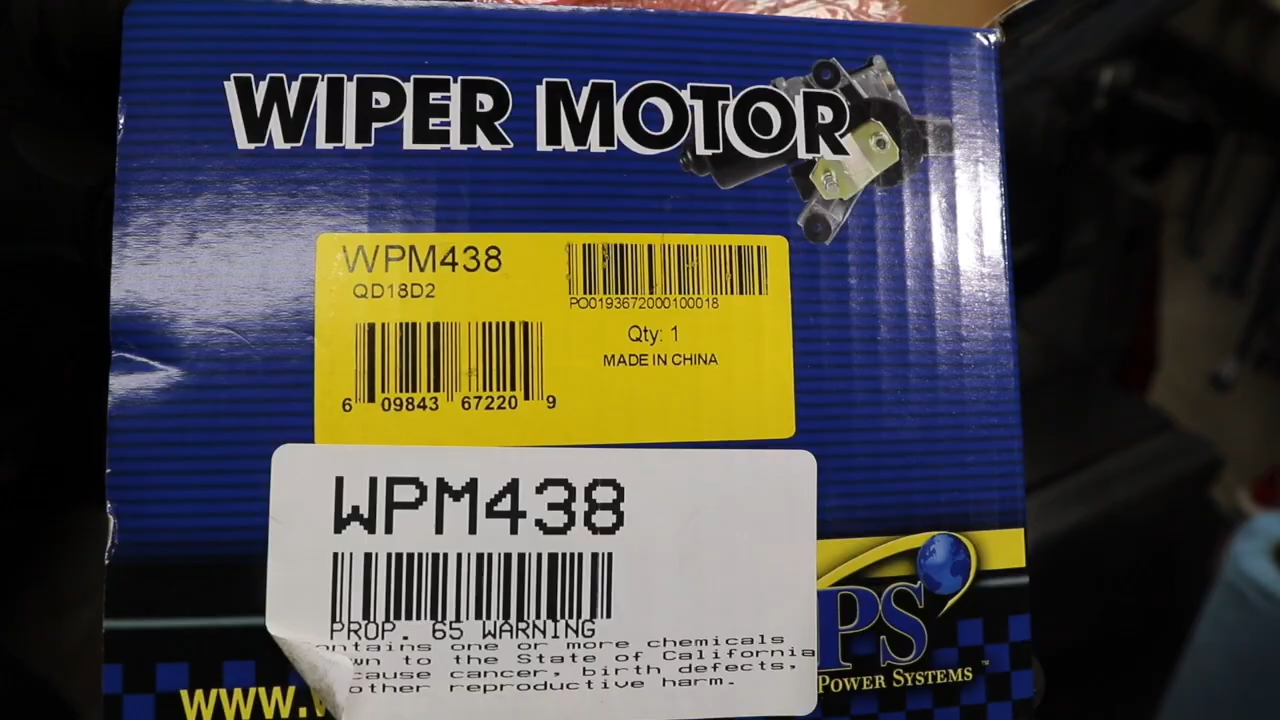 WIPER MOTOR
WPM438
QD18D2
PO0193672000100018
Qty: 1
MADE IN CHINA
6 09843 67220 9
WPM438
PROP. 65 WARNING
ntains one or more chemicals
wn to the State of California
cause cancer, birth defects,
other reproductive harm.
PS
POWER SYSTEMS ™
www.